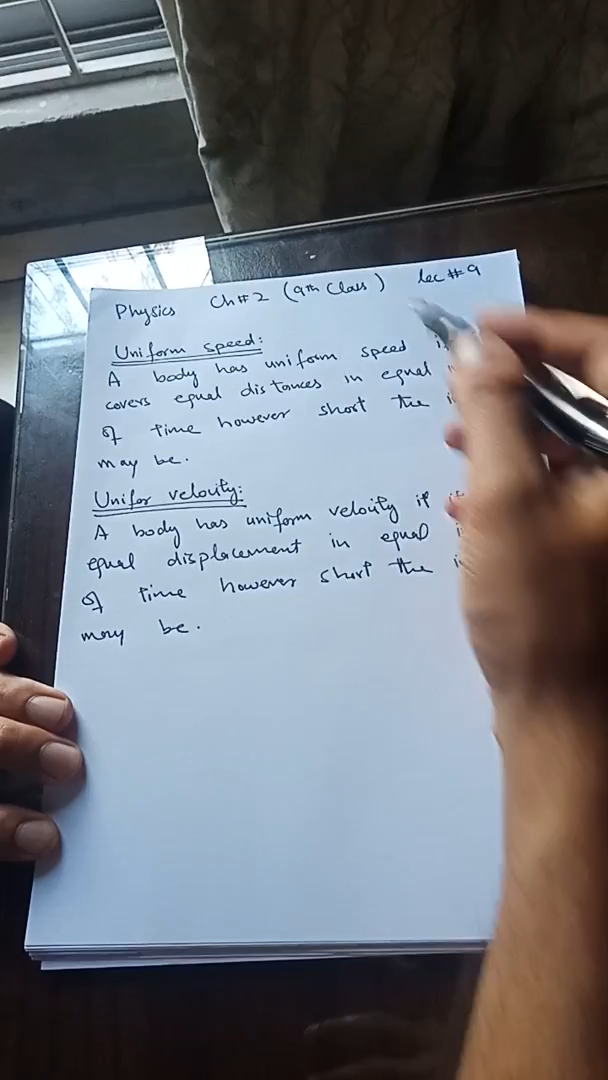 Physics Ch#2 (9th Class) Lec #9
Uniform speed:
A body has uniform speed
covers equal distances in equal
of time however short the
may be.
Unifor velocity:
A body has uniform velocity if
equal displacement in equal
of time however short the
may be.